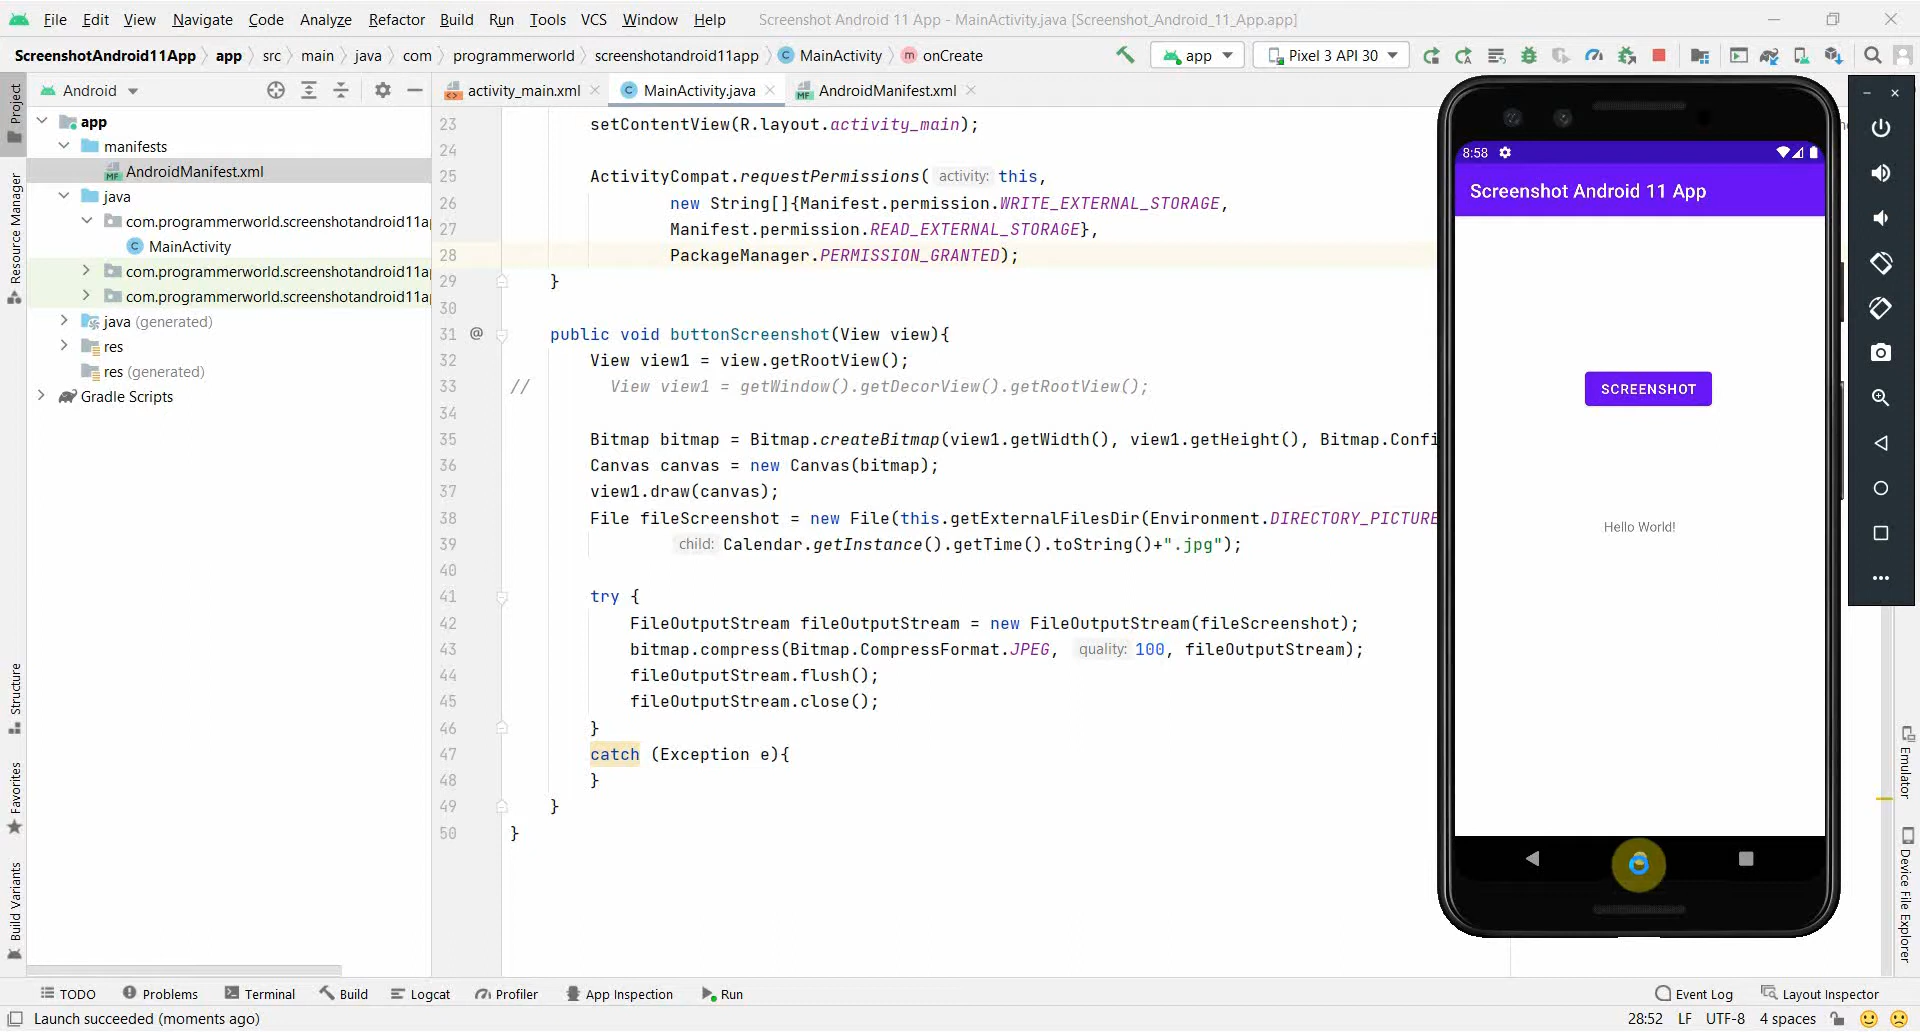 File Edit View Navigate Code Analyze Refactor Build Run Tools VCS Window Help Screenshot Android 11 App - MainActivity.java [Screenshot_Android_11_App.app]
ScreenshotAndroid11App app src main java com programmerworld screenshotandroid11app C MainActivity m onCreate app Pixel 3 API 30
Project
Resource Manager
Structure
Favorites
Build Variants
Android
app
manifests
AndroidManifest.xml
java
com.programmerworld.screenshotandroid11ap
MainActivity
com.programmerworld.screenshotandroid11ap
com.programmerworld.screenshotandroid11ap
java (generated)
res
res (generated)
Gradle Scripts
activity_main.xml MainActivity.java AndroidManifest.xml
23 setContentView(R.layout.activity_main);
24
25 ActivityCompat.requestPermissions( activity: this,
26 new String[]{Manifest.permission.WRITE_EXTERNAL_STORAGE,
27 Manifest.permission.READ_EXTERNAL_STORAGE},
28 PackageManager.PERMISSION_GRANTED);
29 }
30
31 @ public void buttonScreenshot(View view){
32 View view1 = view.getRootView();
33 // View view1 = getWindow().getDecorView().getRootView();
34
35 Bitmap bitmap = Bitmap.createBitmap(view1.getWidth(), view1.getHeight(), Bitmap.Confi
36 Canvas canvas = new Canvas(bitmap);
37 view1.draw(canvas);
38 File fileScreenshot = new File(this.getExternalFilesDir(Environment.DIRECTORY_PICTURE
39 child: Calendar.getInstance().getTime().toString()+".jpg");
40
41 try {
42 FileOutputStream fileOutputStream = new FileOutputStream(fileScreenshot);
43 bitmap.compress(Bitmap.CompressFormat.JPEG, quality: 100, fileOutputStream);
44 fileOutputStream.flush();
45 fileOutputStream.close();
46 }
47 catch (Exception e){
48 }
49 }
50 }
8:58
Screenshot Android 11 App
SCREENSHOT
Hello World!
Emulator
Device File Explorer
TODO Problems Terminal Build Logcat Profiler App Inspection Run Event Log Layout Inspector
Launch succeeded (moments ago) 28:52 LF UTF-8 4 spaces